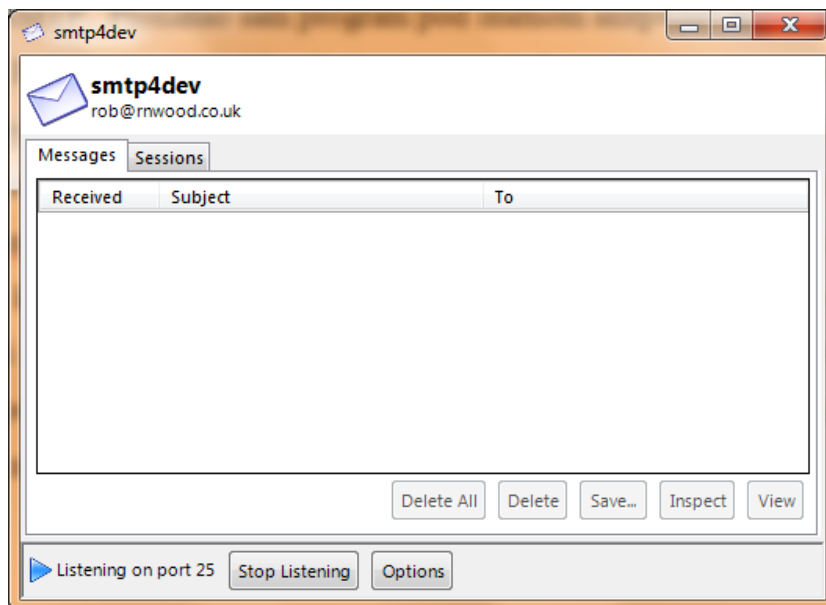 smtp4dev
smtp4dev
rob@rnwood.co.uk
Messages Sessions
Received Subject To
Delete All Delete Save... Inspect View
Listening on port 25 Stop Listening Options